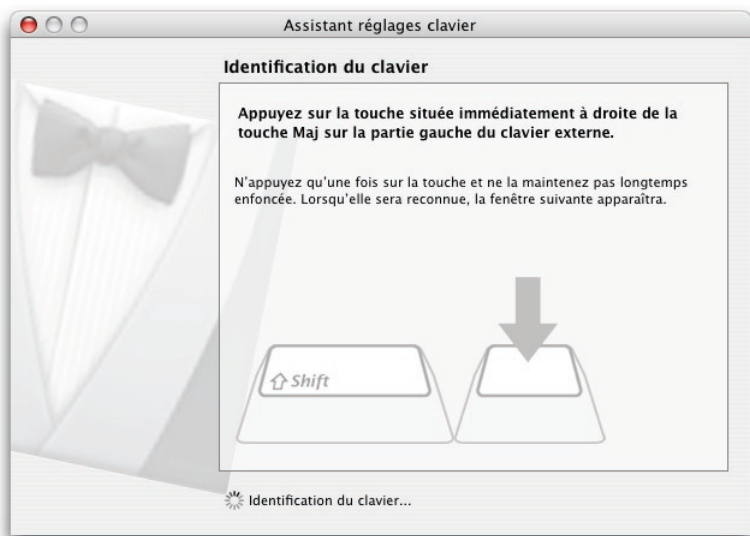 Assistant réglages clavier
Identification du clavier
Appuyez sur la touche située immédiatement à droite de la
touche Maj sur la partie gauche du clavier externe.
N'appuyez qu'une fois sur la touche et ne la maintenez pas longtemps
enfoncée. Lorsqu'elle sera reconnue, la fenêtre suivante apparaîtra.
Shift
Identification du clavier...